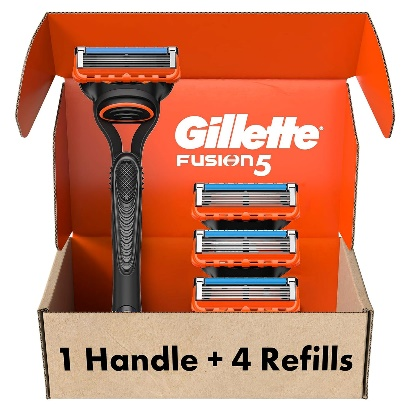 Gillette
FUSION5
1 Handle + 4 Refills